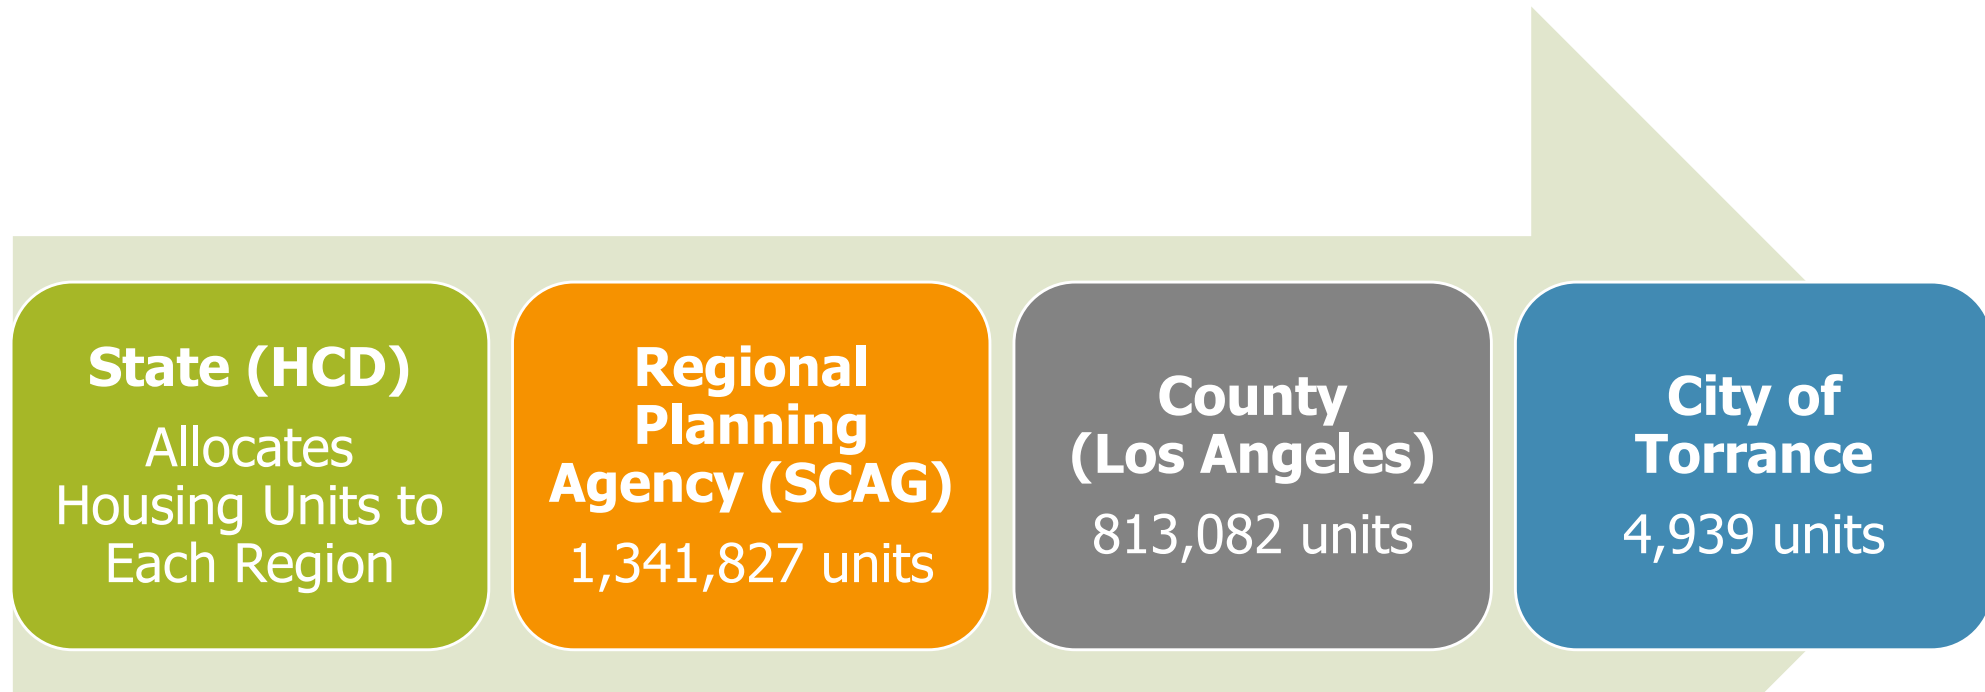 State (HCD)
Allocates
Housing Units to
Each Region
Regional
Planning
Agency (SCAG)
1,341,827 units
County
(Los Angeles)
813,082 units
City of
Torrance
4,939 units